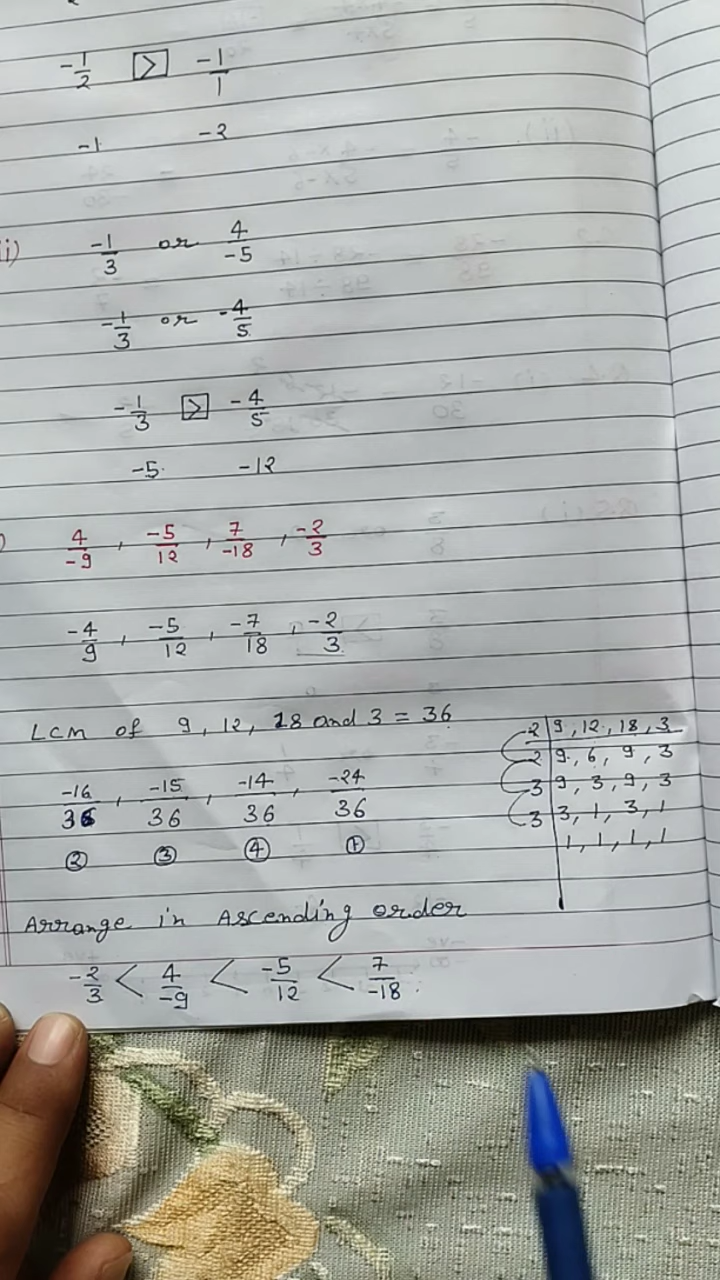 -1/2 [>] -1/1
-1 -2
ii) -1/3 or 4/-5
-1/3 or -4/5
-1/3 [>] -4/5
-5 -12
4/-9 , -5/12 , 7/-18 , -2/3
-4/9 , -5/12 , -7/18 , -2/3
LCM of 9, 12, 18 and 3 = 36
-16/36 , -15/36 , -14/36 , -24/36
② ③ ④ ①
2 | 9, 12, 18, 3
2 | 9, 6, 9, 3
3 | 9, 3, 9, 3
3 | 3, 1, 3, 1
1, 1, 1, 1
Arrange in Ascending order
-2/3 < 4/-9 < -5/12 < 7/-18